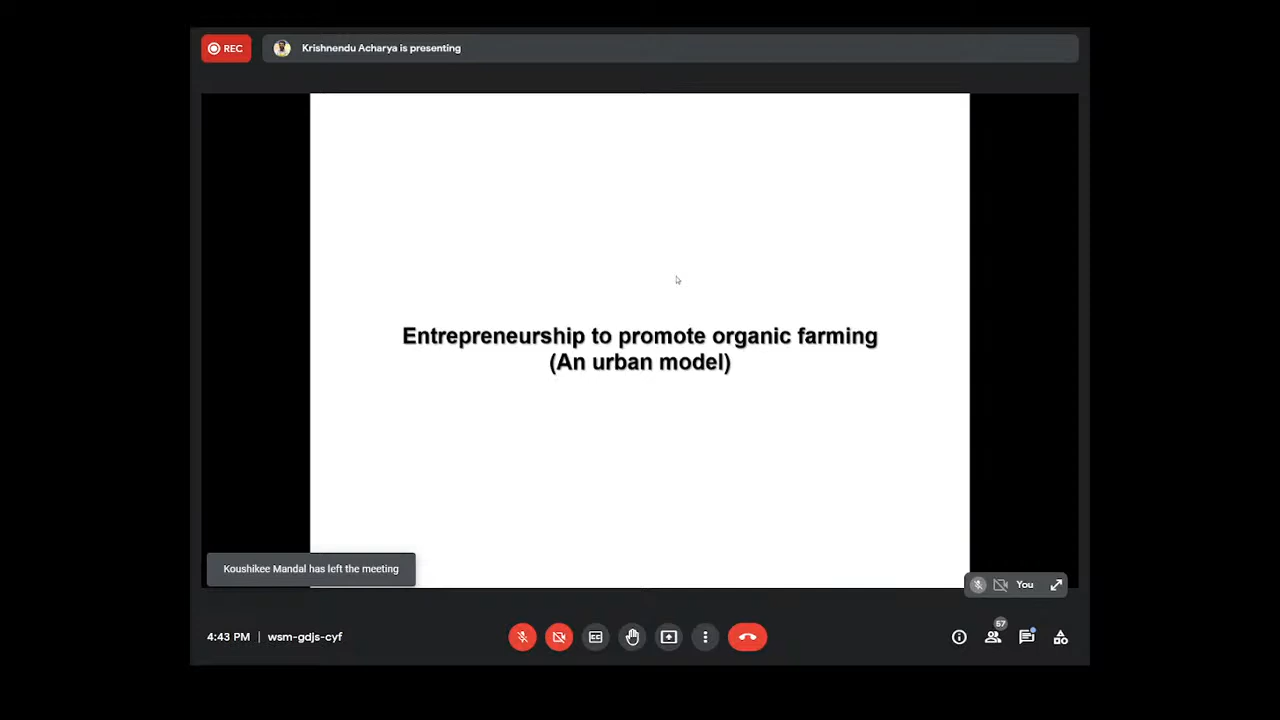 REC
Krishnendu Acharya is presenting
Entrepreneurship to promote organic farming
(An urban model)
Koushikee Mandal has left the meeting
You
4:43 PM | wsm-gdjs-cyf
57